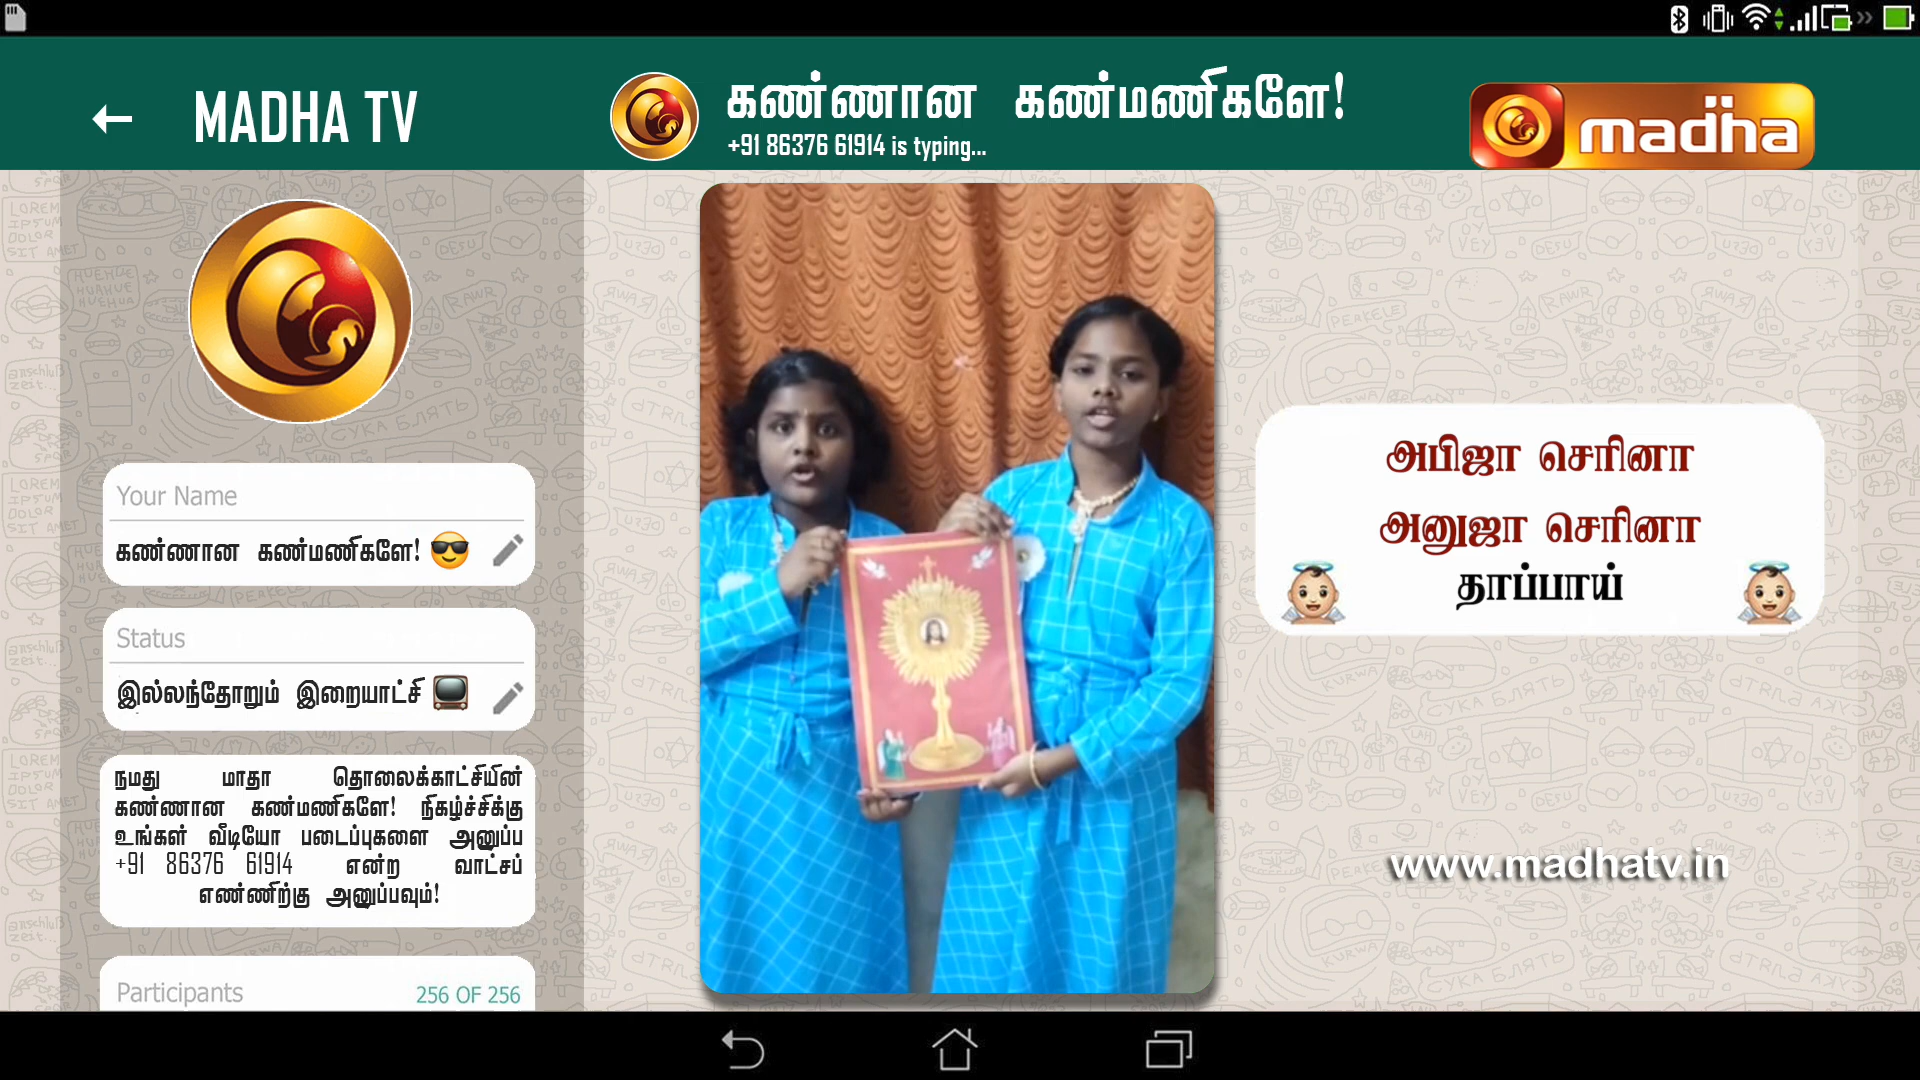 MADHA TV
கண்ணான கண்மணிகளே!
+91 86376 61914 is typing...
madha
Your Name
கண்ணான கண்மணிகளே!
Status
இல்லந்தோறும் இறையாட்சி
நமது மாதா தொலைக்காட்சியின்
கண்ணான கண்மணிகளே! நிகழ்ச்சிக்கு
உங்கள் வீடியோ படைப்புகளை அனுப்ப
+91 86376 61914 என்ற வாட்சப்
எண்ணிற்கு அனுப்பவும்!
Participants 256 OF 256
அபிஜா செரினா
அனுஜா செரினா
தாப்பாய்
www.madhatv.in